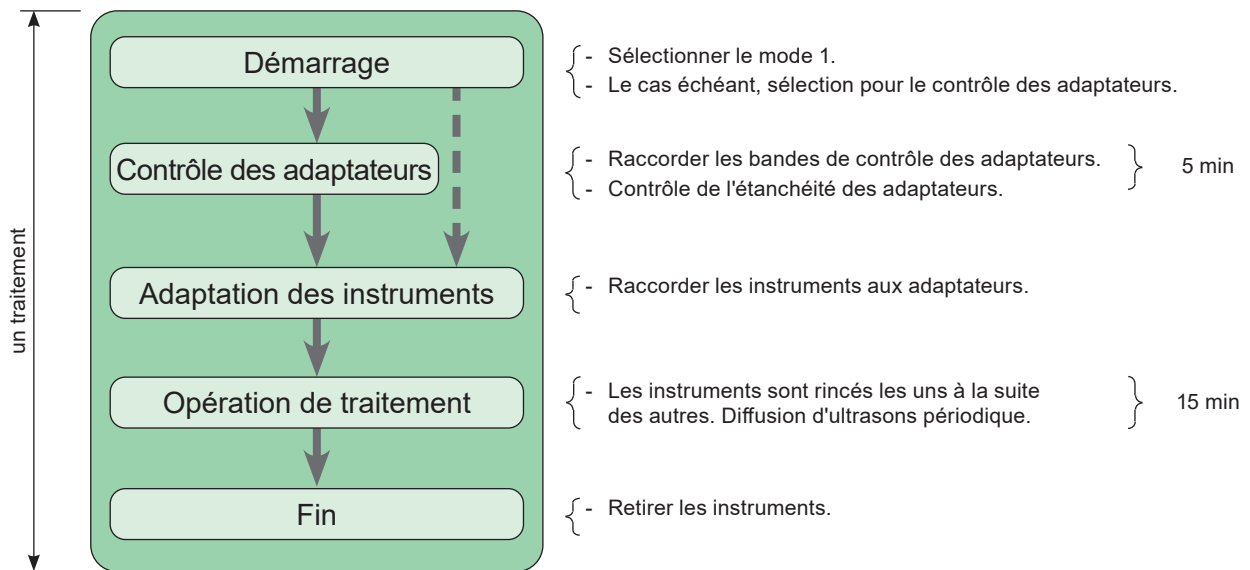 un traitement
Démarrage
- Sélectionner le mode 1.
- Le cas échéant, sélection pour le contrôle des adaptateurs.
Contrôle des adaptateurs
- Raccorder les bandes de contrôle des adaptateurs.
- Contrôle de l'étanchéité des adaptateurs.
5 min
Adaptation des instruments
- Raccorder les instruments aux adaptateurs.
Opération de traitement
- Les instruments sont rincés les uns à la suite
des autres. Diffusion d'ultrasons périodique.
15 min
Fin
- Retirer les instruments.